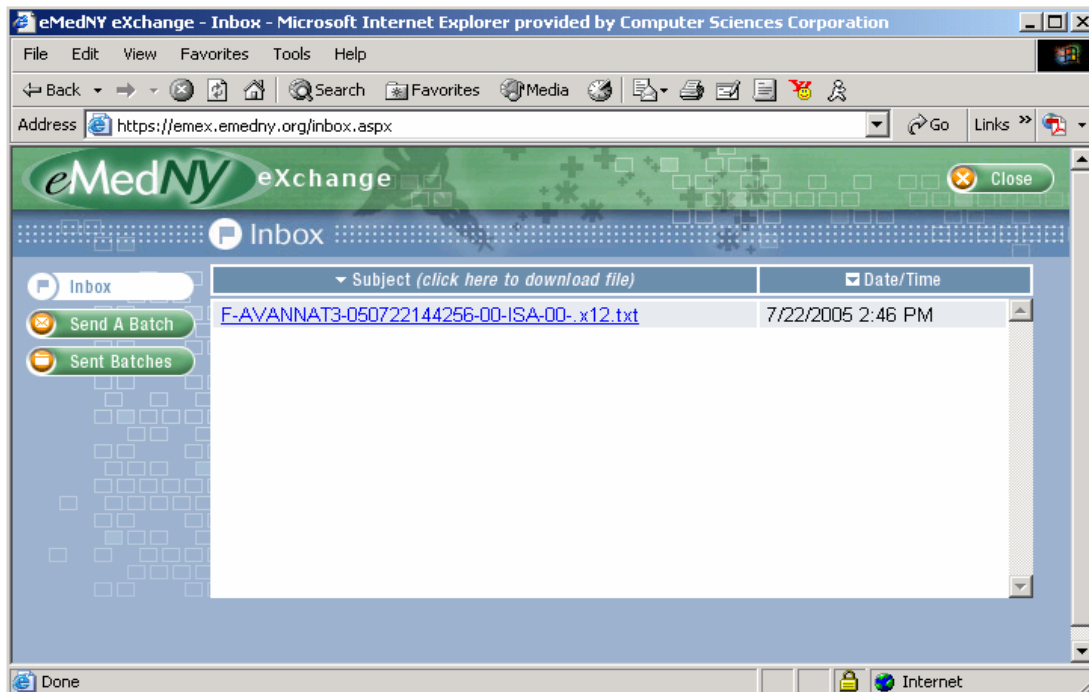 eMedNY eXchange - Inbox - Microsoft Internet Explorer provided by Computer Sciences Corporation
File Edit View Favorites Tools Help
Back Search Favorites Media
Address https://emex.emedny.org/inbox.aspx Go Links »
eMedNY eXchange Close
Inbox
Inbox Subject (click here to download file) Date/Time
Send A Batch F-AVANNAT3-050722144256-00-ISA-00-.x12.txt 7/22/2005 2:46 PM
Sent Batches
Done Internet